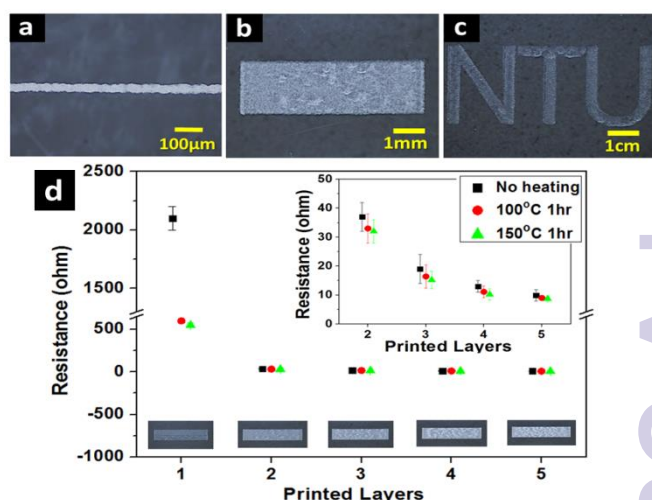 a
b
c
100µm
1mm
NTU
1cm
d
2500
2000
1500
500
0
-500
-1000
Resistance (ohm)
1 2 3 4 5
Printed Layers
50
40
30
20
10
0
Resistance (ohm)
2 3 4 5
Printed Layers
No heating
100°C 1hr
150°C 1hr